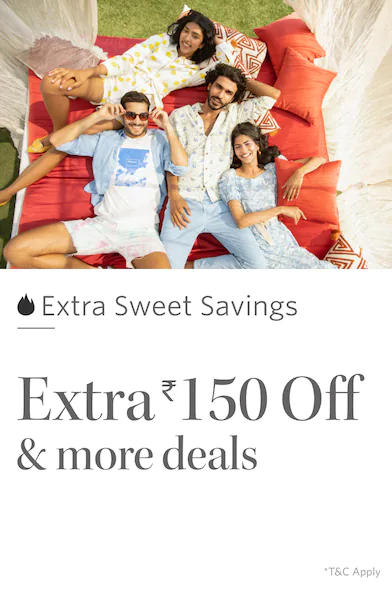 Extra Sweet Savings
Extra ₹150 Off
& more deals
*T&C Apply